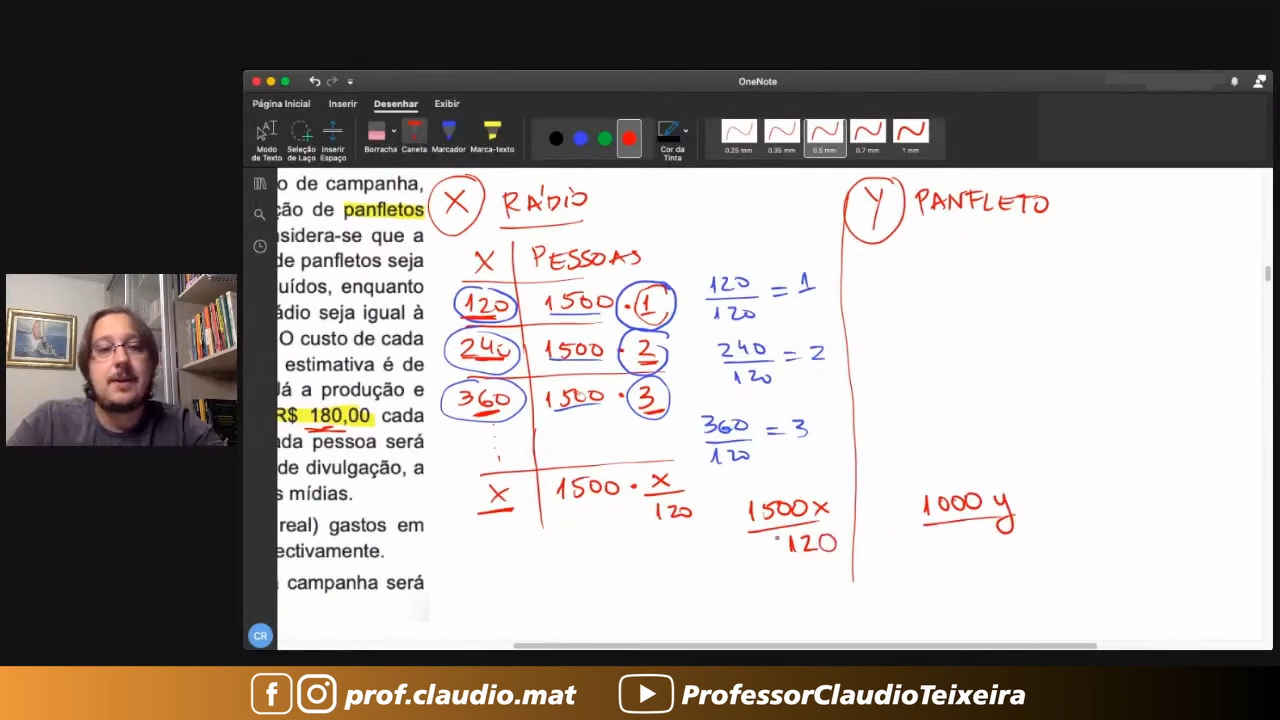 OneNote
Página Inicial Inserir Desenhar Exibir
Modo de Texto
Seleção de Laço
Inserir Espaço
Borracha
Caneta
Marcador
Marca-texto
Cor da Tinta
0.25 mm
0.35 mm
0.5 mm
0.7 mm
1 mm
o de campanha,
ção de panfletos
nsidera-se que a
de panfletos seja
uídos, enquanto
ádio seja igual à
O custo de cada
estimativa é de
Já a produção e
R$ 180,00 cada
ada pessoa será
de divulgação, a
s mídias.
real) gastos em
ectivamente.
campanha será
X RÁDIO
X PESSOAS
120 1500 · 1
240 1500 · 2
360 1500 · 3
X 1500 · X/120
120/120 = 1
240/120 = 2
360/120 = 3
1500x/120
Y PANFLETO
1000 y
CR
prof.claudio.mat
ProfessorClaudioTeixeira